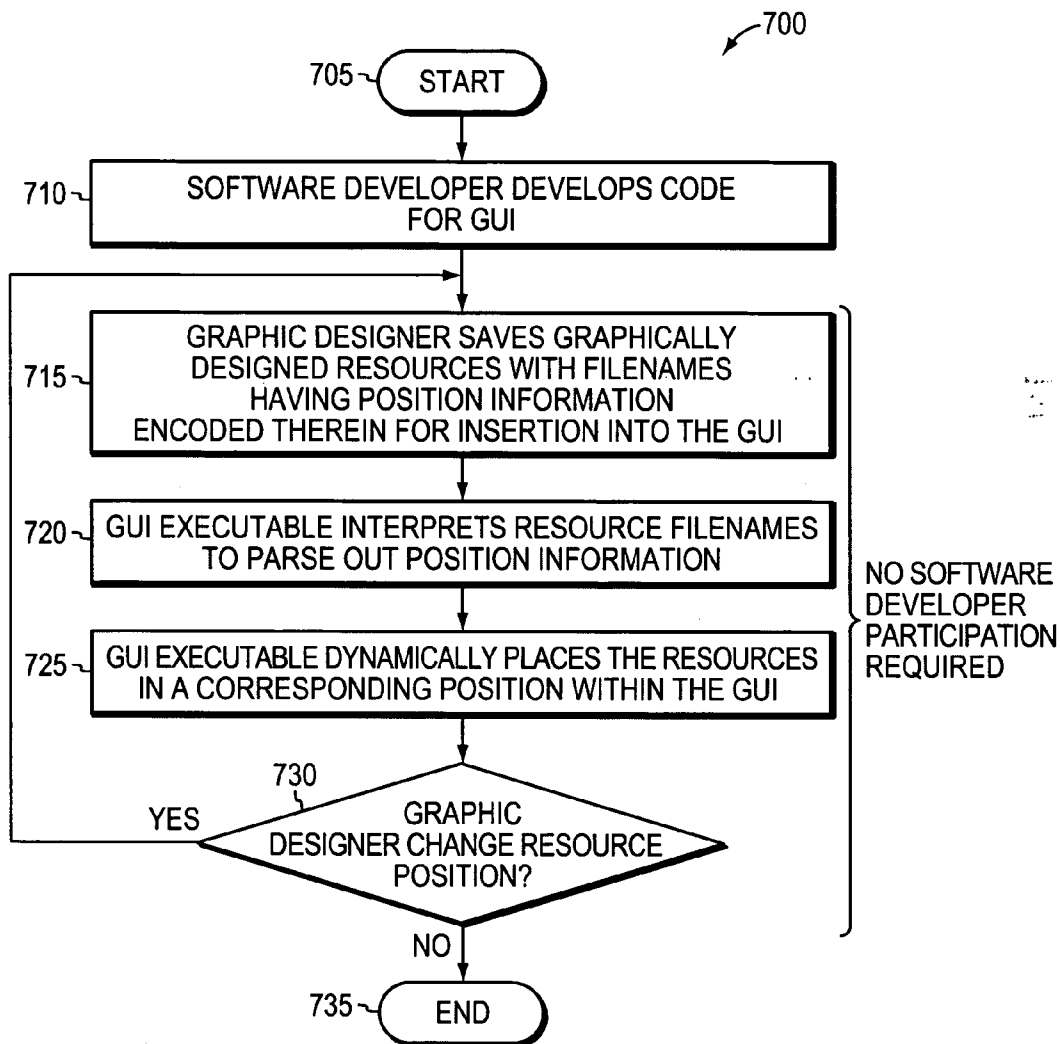 700
705
START
710
SOFTWARE DEVELOPER DEVELOPS CODE
FOR GUI
715
GRAPHIC DESIGNER SAVES GRAPHICALLY
DESIGNED RESOURCES WITH FILENAMES
HAVING POSITION INFORMATION
ENCODED THEREIN FOR INSERTION INTO THE GUI
720
GUI EXECUTABLE INTERPRETS RESOURCE FILENAMES
TO PARSE OUT POSITION INFORMATION
725
GUI EXECUTABLE DYNAMICALLY PLACES THE RESOURCES
IN A CORRESPONDING POSITION WITHIN THE GUI
NO SOFTWARE
DEVELOPER
PARTICIPATION
REQUIRED
730
YES
GRAPHIC
DESIGNER CHANGE RESOURCE
POSITION?
NO
735
END